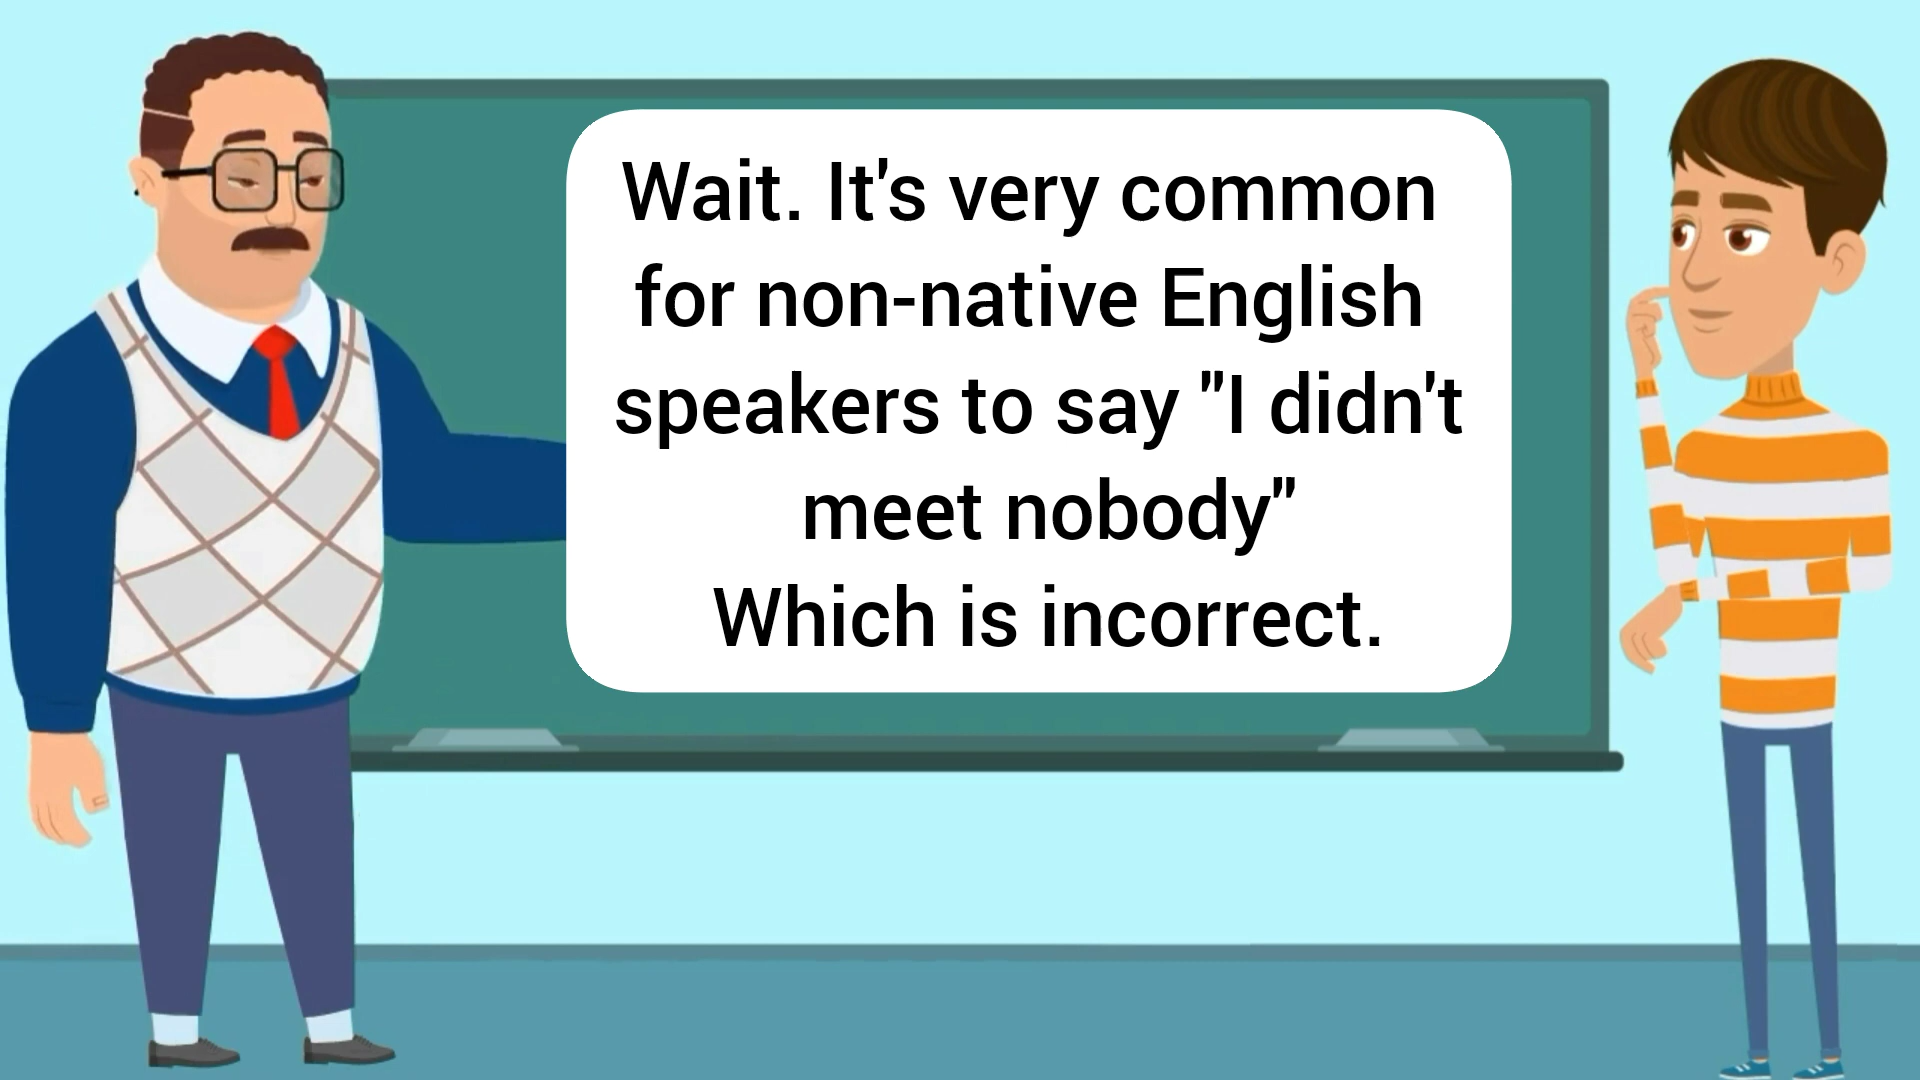 Wait. It's very common
for non-native English
speakers to say "I didn't
meet nobody"
Which is incorrect.